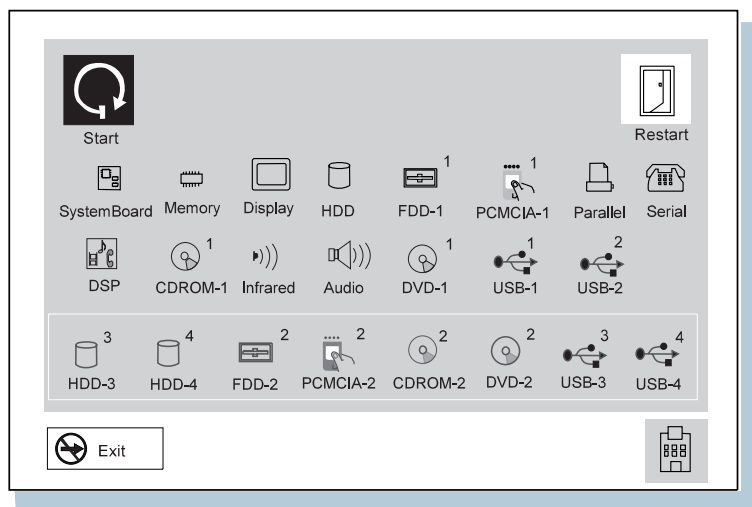 Start Restart
1 1
SystemBoard Memory Display HDD FDD-1 PCMCIA-1 Parallel Serial
1 1 1 2
DSP CDROM-1 Infrared Audio DVD-1 USB-1 USB-2
3 4 2 2 2 2 3 4
HDD-3 HDD-4 FDD-2 PCMCIA-2 CDROM-2 DVD-2 USB-3 USB-4
Exit